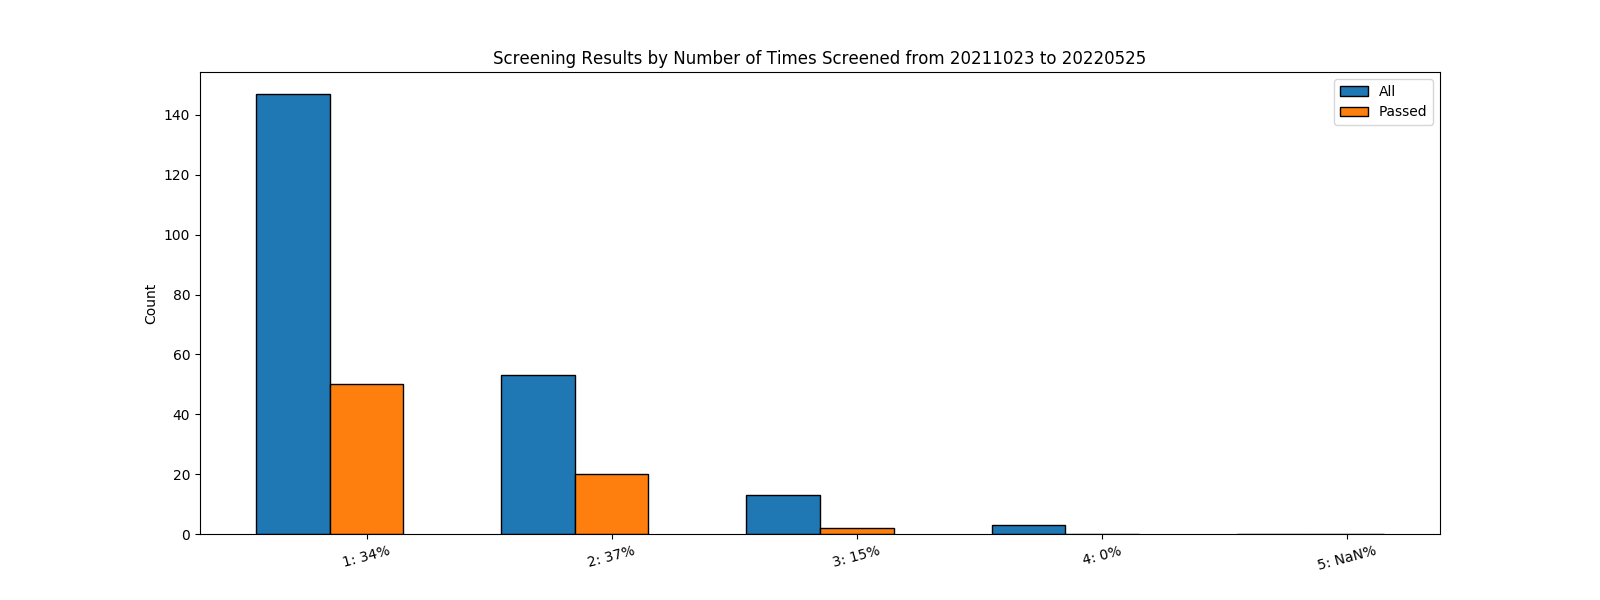 Screening Results by Number of Times Screened from 20211023 to 20220525
All
Passed
140
120
100
80
60
40
20
0
Count
1: 34%
2: 37%
3: 15%
4: 0%
5: NaN%